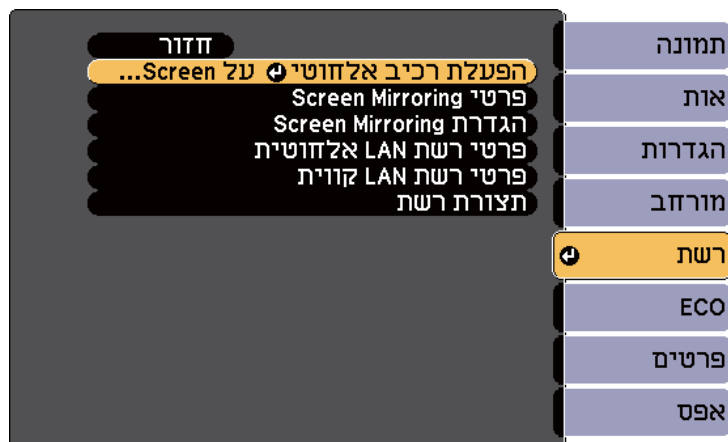 תמונה
אות
הגדרות
מורחב
רשת
ECO
פרטים
אפס
חזור
הפעלת רכיב אלחוטי על Screen...
פרטי Screen Mirroring
הגדרת Screen Mirroring
פרטי רשת LAN אלחוטית
פרטי רשת LAN קווית
תצורת רשת